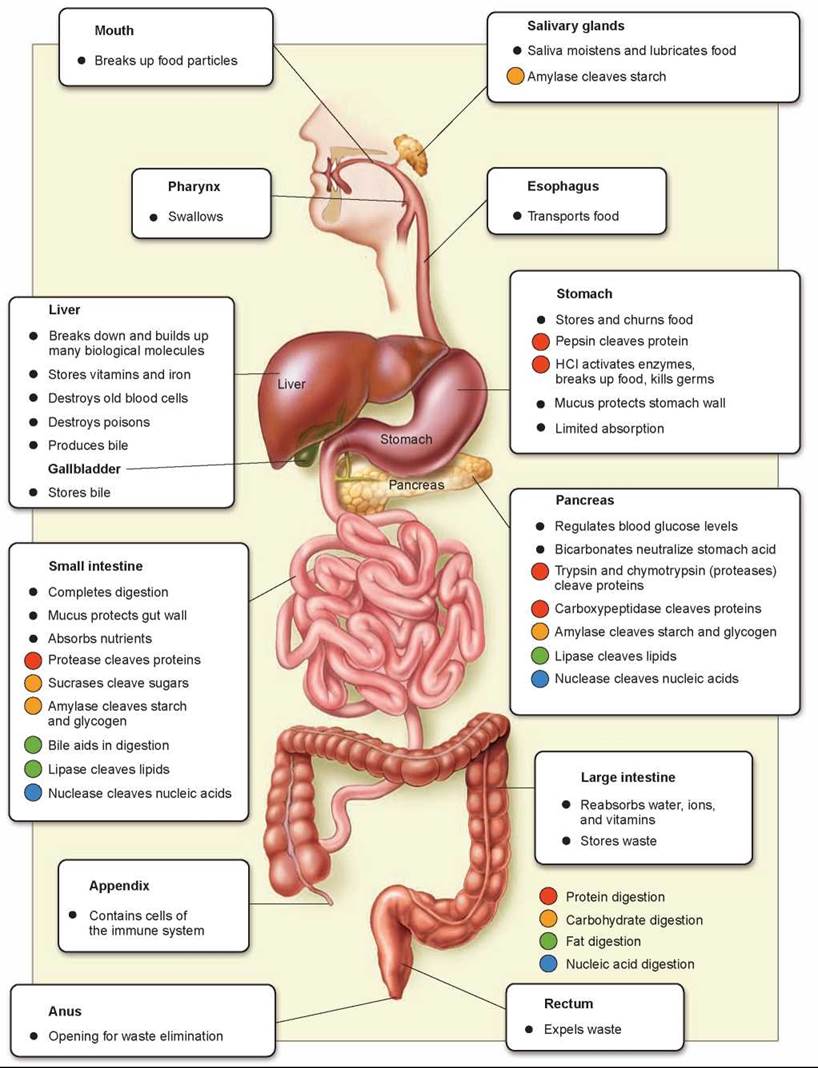 Mouth
• Breaks up food particles
Salivary glands
• Saliva moistens and lubricates food
Amylase cleaves starch
Pharynx
• Swallows
Esophagus
• Transports food
Liver
• Breaks down and builds up
many biological molecules
• Stores vitamins and iron
• Destroys old blood cells
• Destroys poisons
• Produces bile
Gallbladder
• Stores bile
Stomach
• Stores and churns food
Pepsin cleaves protein
HCl activates enzymes,
breaks up food, kills germs
• Mucus protects stomach wall
• Limited absorption
Liver
Stomach
Pancreas
Pancreas
• Regulates blood glucose levels
• Bicarbonates neutralize stomach acid
Trypsin and chymotrypsin (proteases)
cleave proteins
Carboxypeptidase cleaves proteins
Amylase cleaves starch and glycogen
Lipase cleaves lipids
Nuclease cleaves nucleic acids
Small intestine
• Completes digestion
• Mucus protects gut wall
• Absorbs nutrients
Protease cleaves proteins
Sucrases cleave sugars
Amylase cleaves starch
and glycogen
Bile aids in digestion
Lipase cleaves lipids
Nuclease cleaves nucleic acids
Large intestine
• Reabsorbs water, ions,
and vitamins
• Stores waste
Appendix
• Contains cells of
the immune system
Protein digestion
Carbohydrate digestion
Fat digestion
Nucleic acid digestion
Anus
• Opening for waste elimination
Rectum
• Expels waste